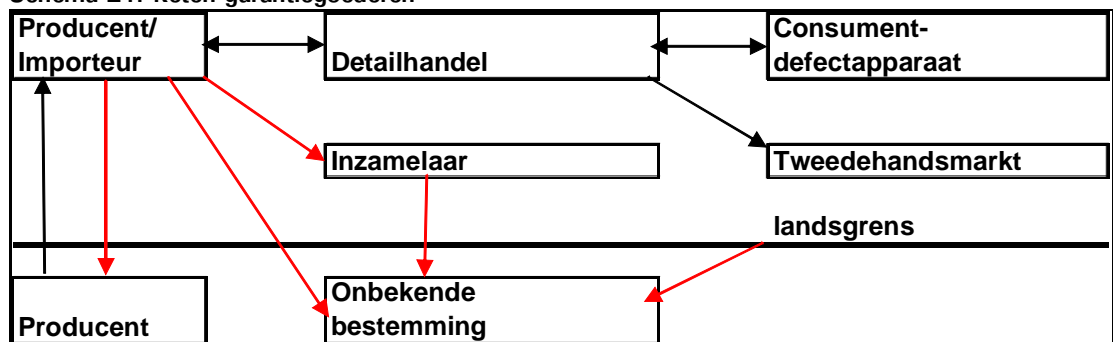 Producent/
Importeur
Detailhandel
Consument-
defectapparaat
Inzamelaar
Tweedehandsmarkt
landsgrens
Producent
Onbekende
bestemming